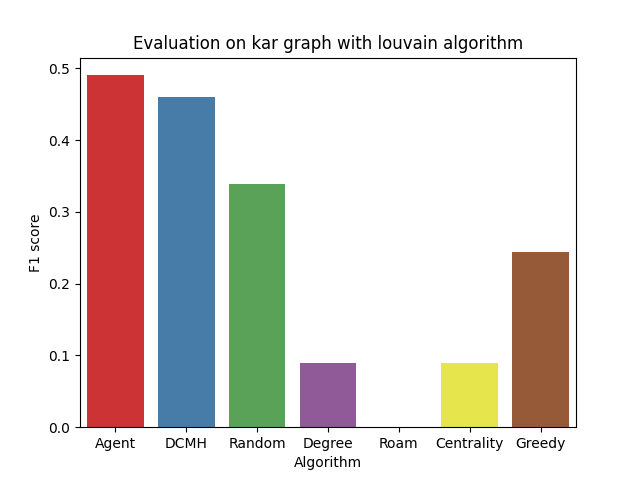 Evaluation on kar graph with louvain algorithm
0.5
0.4
0.3
0.2
0.1
0.0
F1 score
Agent DCMH Random Degree Roam Centrality Greedy
Algorithm